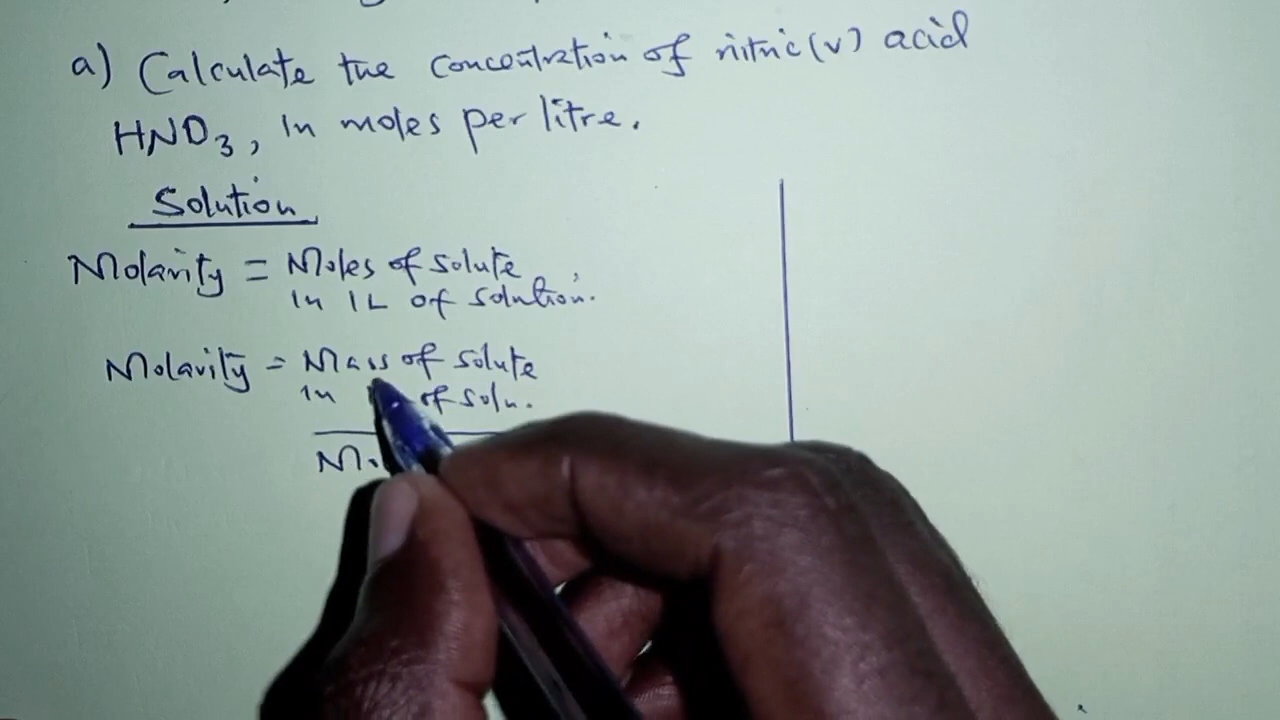 a) Calculate the concentration of nitric(v) acid
HNO3, in moles per litre.
Solution
Molarity = Moles of solute
in 1L of solution.
Molarity = Mass of solute
in of soln.